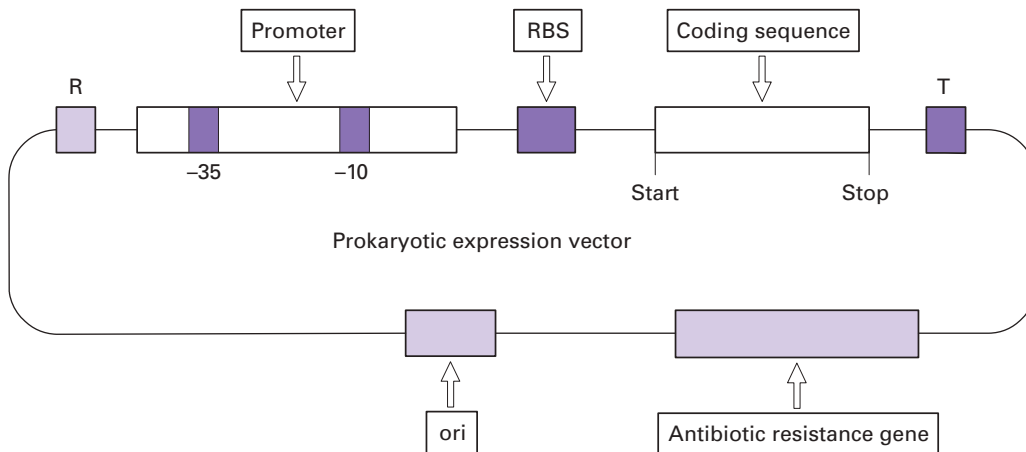 Promoter
RBS
Coding sequence
R
T
–35
–10
Start
Stop
Prokaryotic expression vector
ori
Antibiotic resistance gene